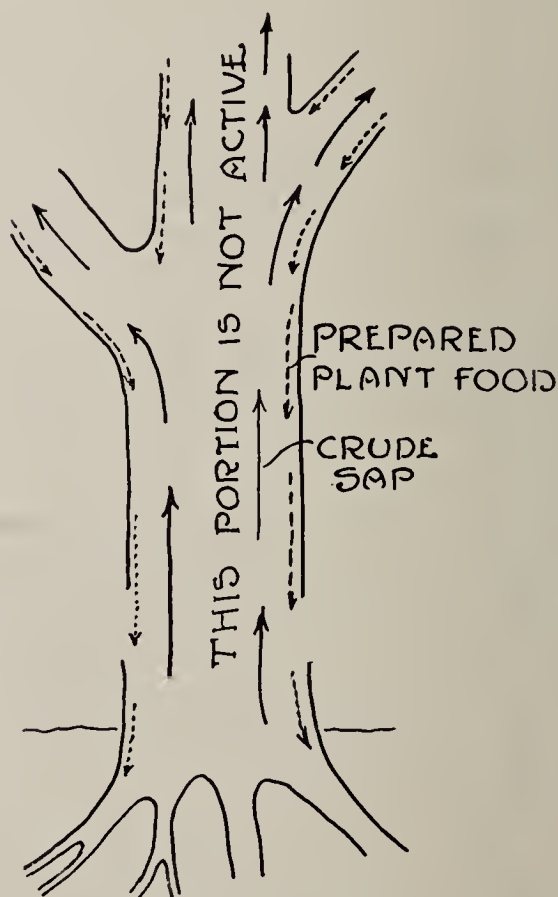 THIS PORTION IS NOT ACTIVE
PREPARED
PLANT FOOD
CRUDE
SAP